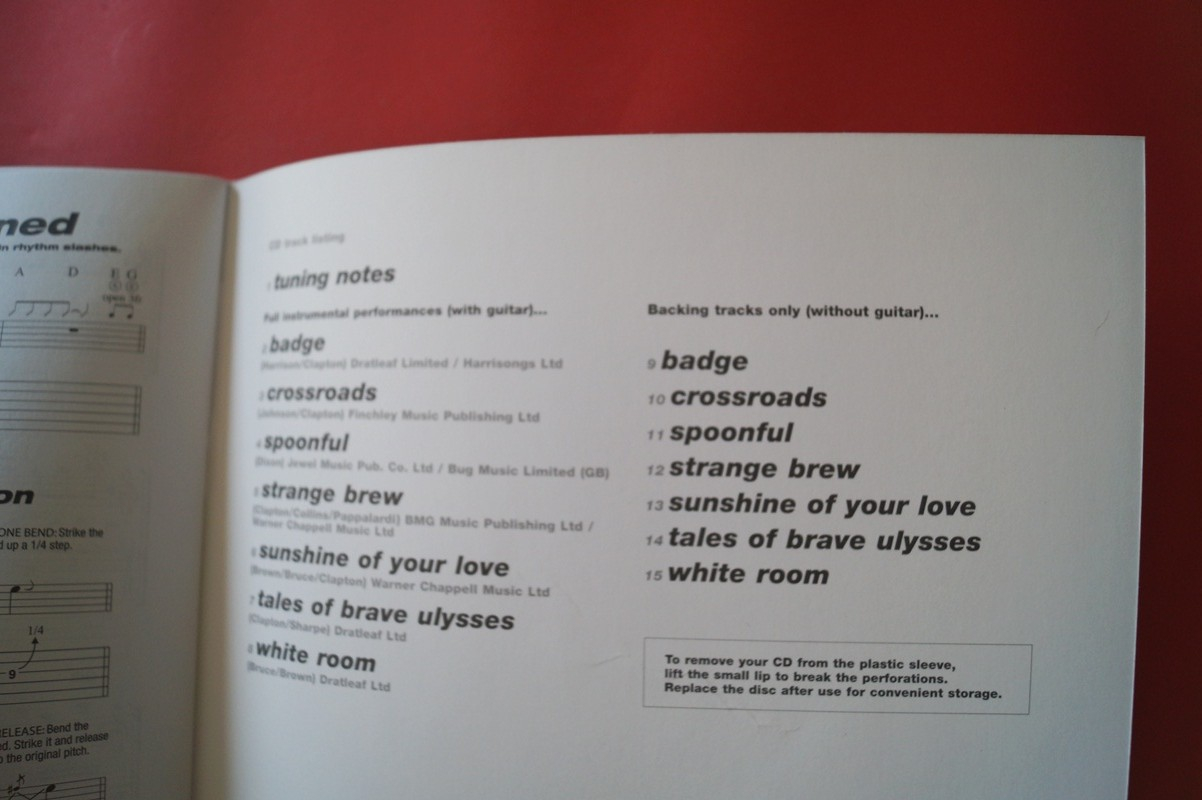 ned
in rhythm slashes.
A D E G
open 3fr
on
ONE BEND: Strike the
d up a 1/4 step.
1/4
9
RELEASE: Bend the
d. Strike it and release
o the original pitch.
CD track listing
1 tuning notes
Full instrumental performances (with guitar)...
2 badge
(Harrison/Clapton) Dratleaf Limited / Harrisongs Ltd
3 crossroads
(Johnson/Clapton) Finchley Music Publishing Ltd
4 spoonful
(Dixon) Jewel Music Pub. Co. Ltd / Bug Music Limited (GB)
5 strange brew
(Clapton/Collins/Pappalardi) BMG Music Publishing Ltd /
Warner Chappell Music Ltd
6 sunshine of your love
(Brown/Bruce/Clapton) Warner Chappell Music Ltd
7 tales of brave ulysses
(Clapton/Sharpe) Dratleaf Ltd
8 white room
(Bruce/Brown) Dratleaf Ltd
Backing tracks only (without guitar)...
9 badge
10 crossroads
11 spoonful
12 strange brew
13 sunshine of your love
14 tales of brave ulysses
15 white room
To remove your CD from the plastic sleeve,
lift the small lip to break the perforations.
Replace the disc after use for convenient storage.